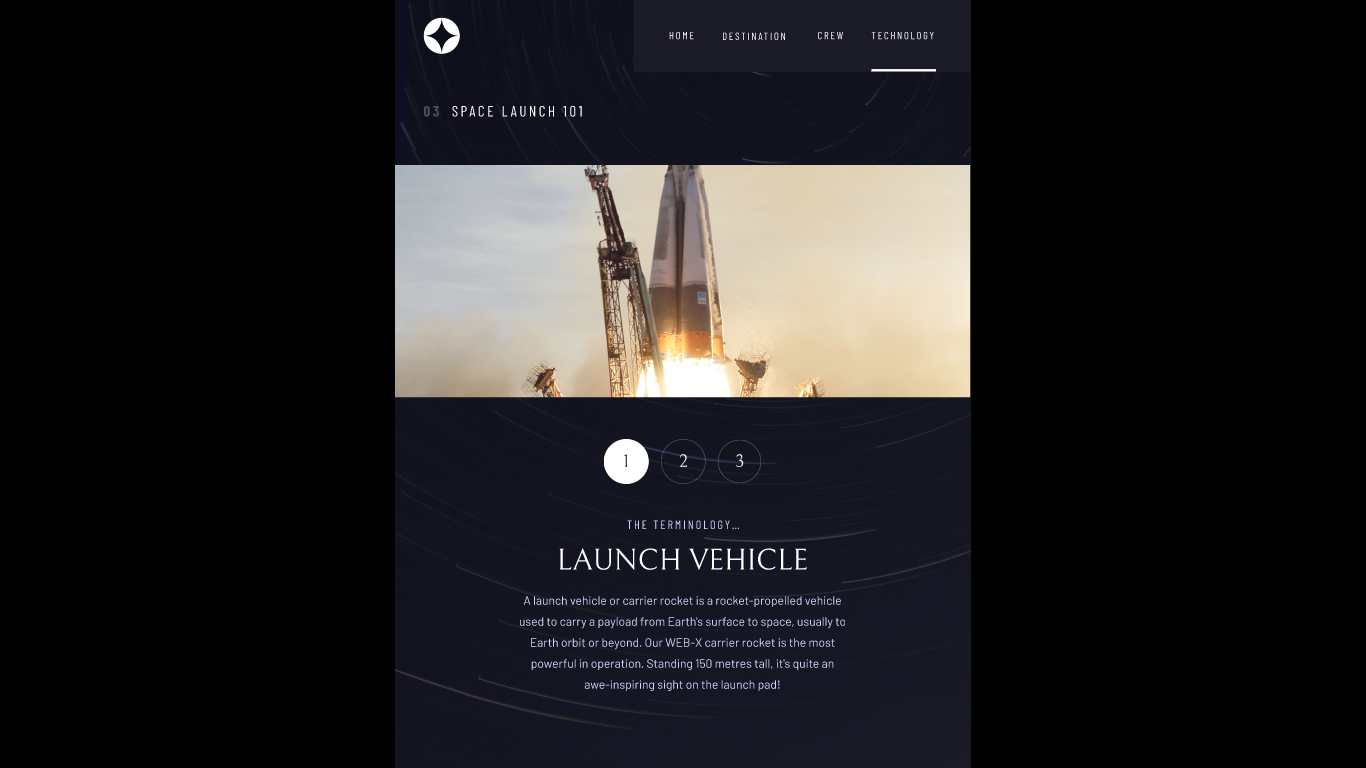 HOME DESTINATION CREW TECHNOLOGY
03 SPACE LAUNCH 101
1 2 3
THE TERMINOLOGY...
LAUNCH VEHICLE
A launch vehicle or carrier rocket is a rocket-propelled vehicle
used to carry a payload from Earth's surface to space, usually to
Earth orbit or beyond. Our WEB-X carrier rocket is the most
powerful in operation. Standing 150 metres tall, it's quite an
awe-inspiring sight on the launch pad!